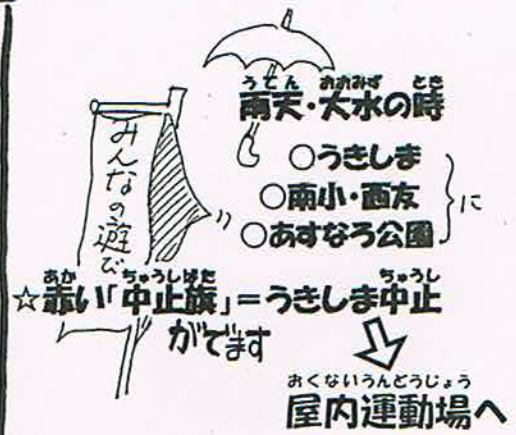 雨天・大水の時
○うきしま
○南小・西友
○あすなろ公園
に
みんなの遊び
☆赤い「中止旗」=うきしま中止
がでます
屋内運動場へ